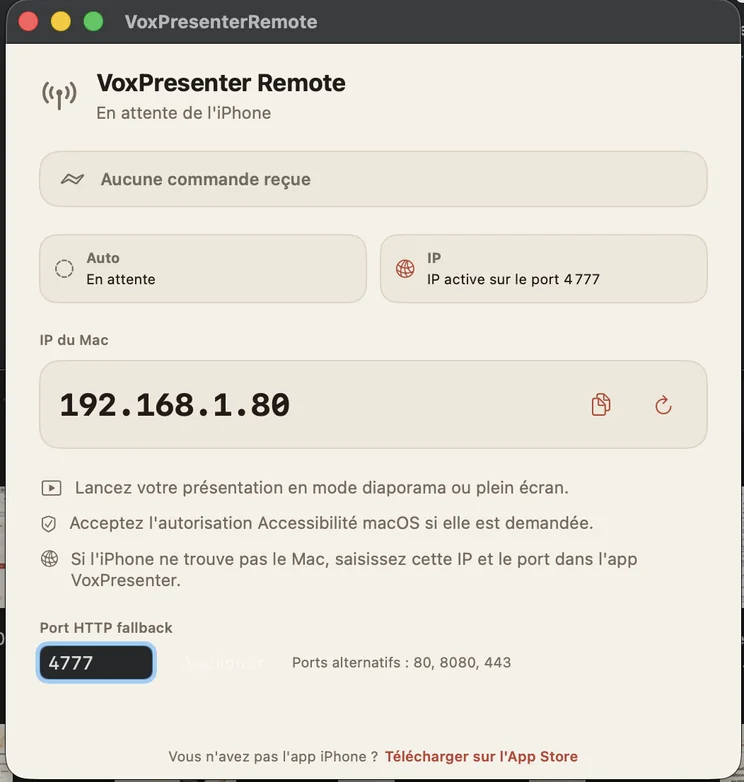 VoxPresenterRemote
VoxPresenter Remote
En attente de l'iPhone
Aucune commande reçue
Auto
En attente
IP
IP active sur le port 4 777
IP du Mac
192.168.1.80
Lancez votre présentation en mode diaporama ou plein écran.
Acceptez l'autorisation Accessibilité macOS si elle est demandée.
Si l'iPhone ne trouve pas le Mac, saisissez cette IP et le port dans l'app
VoxPresenter.
Port HTTP fallback
4777
Ports alternatifs : 80, 8080, 443
Vous n'avez pas l'app iPhone ? Télécharger sur l'App Store